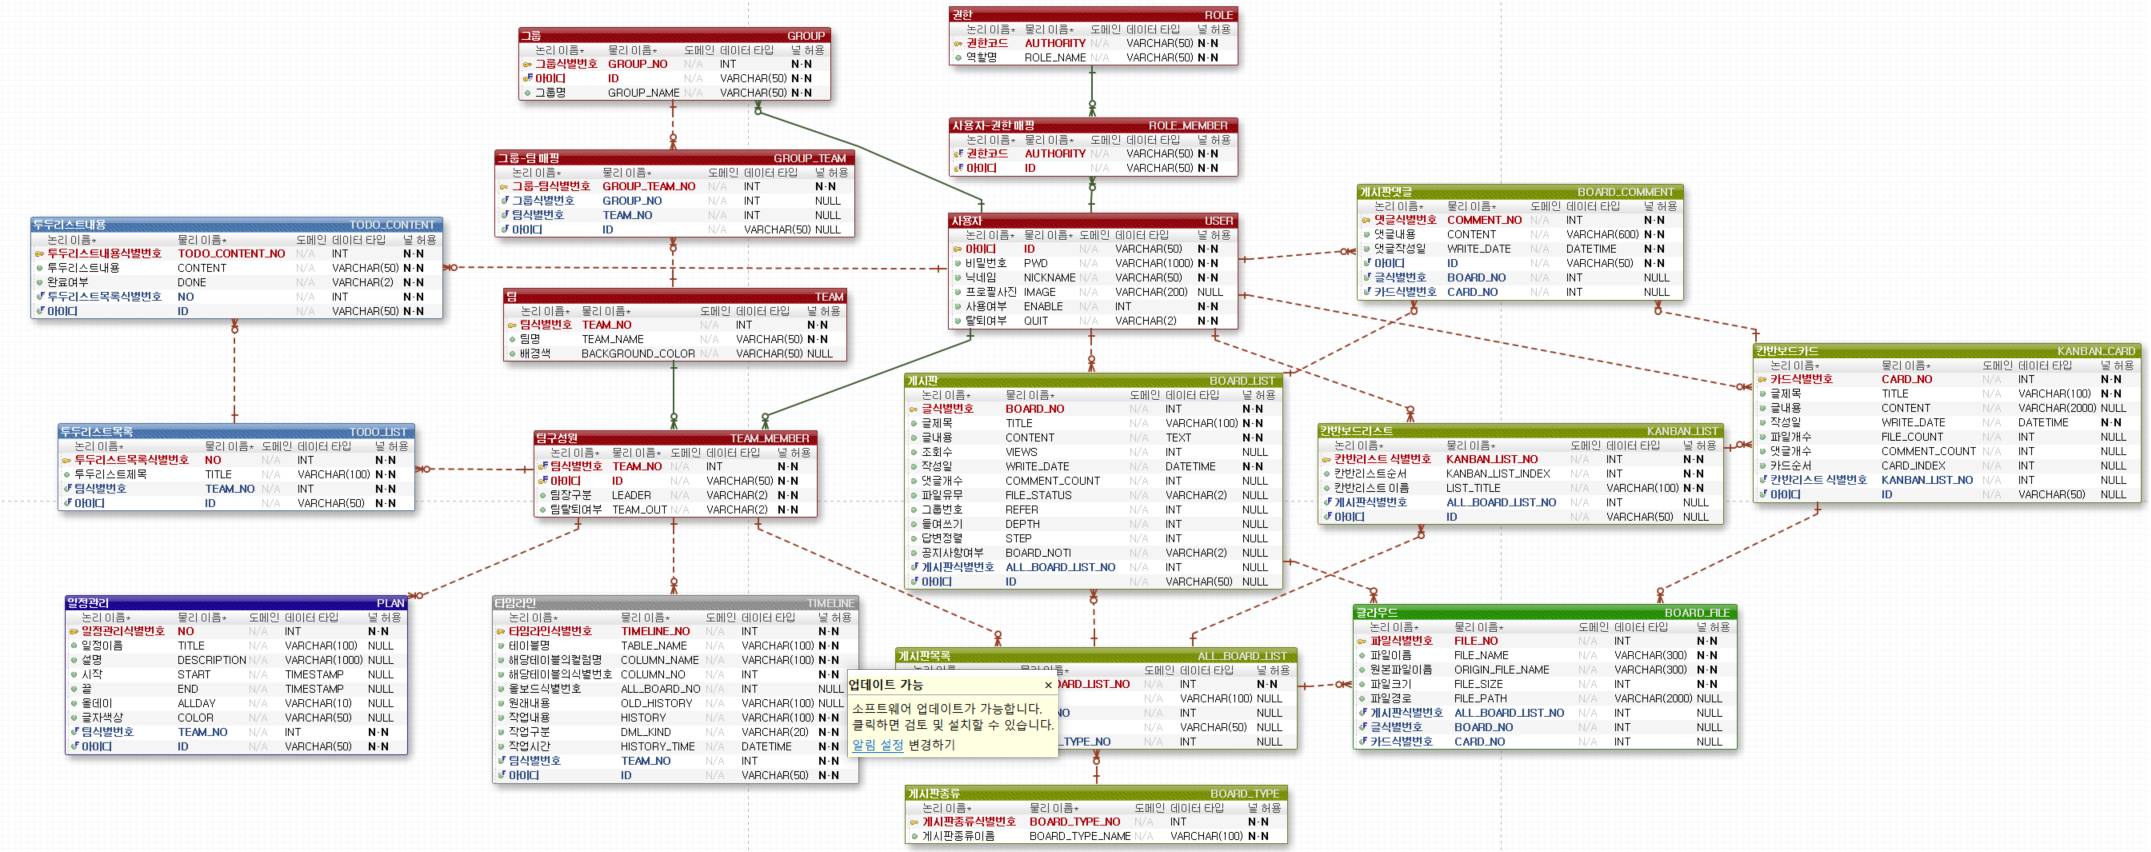 권한 ROLE
논리 이름* 물리 이름* 도메인 데이터 타입 널 허용
권한코드 AUTHORITY N/A VARCHAR(50) N-N
역할명 ROLE_NAME N/A VARCHAR(50) N-N
그룹 GROUP
논리 이름* 물리 이름* 도메인 데이터 타입 널 허용
그룹식별번호 GROUP_NO N/A INT N-N
아이디 ID N/A VARCHAR(50) N-N
그룹명 GROUP_NAME N/A VARCHAR(50) N-N
사용자-권한 매핑 ROLE_MEMBER
논리 이름* 물리 이름* 도메인 데이터 타입 널 허용
권한코드 AUTHORITY N/A VARCHAR(50) N-N
아이디 ID N/A VARCHAR(50) N-N
그룹-팀 매핑 GROUP_TEAM
논리 이름* 물리 이름* 도메인 데이터 타입 널 허용
그룹-팀식별번호 GROUP_TEAM_NO N/A INT N-N
그룹식별번호 GROUP_NO N/A INT NULL
팀식별번호 TEAM_NO N/A INT NULL
아이디 ID N/A VARCHAR(50) NULL
게시판댓글 BOARD_COMMENT
논리 이름* 물리 이름* 도메인 데이터 타입 널 허용
댓글식별번호 COMMENT_NO N/A INT N-N
댓글내용 CONTENT N/A VARCHAR(600) N-N
댓글작성일 WRITE_DATE N/A DATETIME N-N
아이디 ID N/A VARCHAR(50) N-N
글식별번호 BOARD_NO N/A INT NULL
카드식별번호 CARD_NO N/A INT NULL
투두리스트내용 TODO_CONTENT
논리 이름* 물리 이름* 도메인 데이터 타입 널 허용
투두리스트내용식별번호 TODO_CONTENT_NO N/A INT N-N
투두리스트내용 CONTENT N/A VARCHAR(50) N-N
완료여부 DONE N/A VARCHAR(2) N-N
투두리스트목록식별번호 NO N/A INT N-N
아이디 ID N/A VARCHAR(50) N-N
사용자 USER
논리 이름* 물리 이름* 도메인 데이터 타입 널 허용
아이디 ID N/A VARCHAR(50) N-N
비밀번호 PWD N/A VARCHAR(1000) N-N
닉네임 NICKNAME N/A VARCHAR(50) N-N
프로필사진 IMAGE N/A VARCHAR(200) NULL
사용여부 ENABLE N/A INT N-N
탈퇴여부 QUIT N/A VARCHAR(2) N-N
팀 TEAM
논리 이름* 물리 이름* 도메인 데이터 타입 널 허용
팀식별번호 TEAM_NO N/A INT N-N
팀명 TEAM_NAME N/A VARCHAR(50) N-N
배경색 BACKGROUND_COLOR N/A VARCHAR(50) NULL
칸반보드카드 KANBAN_CARD
논리 이름* 물리 이름* 도메인 데이터 타입 널 허용
카드식별번호 CARD_NO N/A INT N-N
글제목 TITLE N/A VARCHAR(100) N-N
글내용 CONTENT N/A VARCHAR(2000) NULL
작성일 WRITE_DATE N/A DATETIME N-N
파일개수 FILE_COUNT N/A INT NULL
댓글개수 COMMENT_COUNT N/A INT NULL
카드순서 CARD_INDEX N/A INT NULL
칸반리스트 식별번호 KANBAN_LIST_NO N/A INT NULL
아이디 ID N/A VARCHAR(50) NULL
게시판 BOARD_LIST
논리 이름* 물리 이름* 도메인 데이터 타입 널 허용
글식별번호 BOARD_NO N/A INT N-N
글제목 TITLE N/A VARCHAR(100) N-N
글내용 CONTENT N/A TEXT N-N
조회수 VIEWS N/A INT NULL
작성일 WRITE_DATE N/A DATETIME N-N
댓글개수 COMMENT_COUNT N/A INT NULL
파일유무 FILE_STATUS N/A VARCHAR(2) NULL
그룹번호 REFER N/A INT NULL
들여쓰기 DEPTH N/A INT NULL
답변정렬 STEP N/A INT NULL
공지사항여부 BOARD_NOTI N/A VARCHAR(2) NULL
게시판식별번호 ALL_BOARD_LIST_NO N/A INT NULL
아이디 ID N/A VARCHAR(50) NULL
투두리스트목록 TODO_LIST
논리 이름* 물리 이름* 도메인 데이터 타입 널 허용
투두리스트목록식별번호 NO N/A INT N-N
투두리스트제목 TITLE N/A VARCHAR(100) N-N
팀식별번호 TEAM_NO N/A INT N-N
아이디 ID N/A VARCHAR(50) N-N
팀구성원 TEAM_MEMBER
논리 이름* 물리 이름* 도메인 데이터 타입 널 허용
팀식별번호 TEAM_NO N/A INT N-N
아이디 ID N/A VARCHAR(50) N-N
팀장구분 LEADER N/A VARCHAR(2) N-N
팀탈퇴여부 TEAM_OUT N/A VARCHAR(2) N-N
칸반보드리스트 KANBAN_LIST
논리 이름* 물리 이름* 도메인 데이터 타입 널 허용
칸반리스트 식별번호 KANBAN_LIST_NO N/A INT N-N
칸반리스트순서 KANBAN_LIST_INDEX N/A INT N-N
칸반리스트 이름 LIST_TITLE N/A VARCHAR(100) N-N
게시판식별번호 ALL_BOARD_LIST_NO N/A INT NULL
아이디 ID N/A VARCHAR(50) NULL
일정관리 PLAN
논리 이름* 물리 이름* 도메인 데이터 타입 널 허용
일정관리식별번호 NO N/A INT N-N
일정이름 TITLE N/A VARCHAR(100) NULL
설명 DESCRIPTION N/A VARCHAR(1000) NULL
시작 START N/A TIMESTAMP NULL
끝 END N/A TIMESTAMP NULL
올데이 ALLDAY N/A VARCHAR(10) NULL
글자색상 COLOR N/A VARCHAR(50) NULL
팀식별번호 TEAM_NO N/A INT N-N
아이디 ID N/A VARCHAR(50) N-N
타임라인 TIMELINE
논리 이름* 물리 이름* 도메인 데이터 타입 널 허용
타임라인식별번호 TIMELINE_NO N/A INT N-N
테이블명 TABLE_NAME N/A VARCHAR(100) N-N
해당테이블의컬럼명 COLUMN_NAME N/A VARCHAR(100) N-N
해당테이블의식별번호 COLUMN_NO N/A INT N-N
올보드식별번호 ALL_BOARD_NO N/A INT NULL
원래내용 OLD_HISTORY N/A VARCHAR(100) NULL
작업내용 HISTORY N/A VARCHAR(100) N-N
작업구분 DML_KIND N/A VARCHAR(20) N-N
작업시간 HISTORY_TIME N/A DATETIME N-N
팀식별번호 TEAM_NO N/A INT N-N
아이디 ID N/A VARCHAR(50) N-N
클라우드 BOARD_FILE
논리 이름* 물리 이름* 도메인 데이터 타입 널 허용
파일식별번호 FILE_NO N/A INT N-N
파일이름 FILE_NAME N/A VARCHAR(300) N-N
원본파일이름 ORIGIN_FILE_NAME N/A VARCHAR(300) N-N
파일크기 FILE_SIZE N/A INT N-N
파일경로 FILE_PATH N/A VARCHAR(2000) NULL
게시판식별번호 ALL_BOARD_LIST_NO N/A INT NULL
글식별번호 BOARD_NO N/A INT NULL
카드식별번호 CARD_NO N/A INT NULL
게시판목록 ALL_BOARD_LIST
도메인 데이터 타입 널 허용
ARD_LIST_NO N/A INT N-N
N/A VARCHAR(100) NULL
NO N/A INT NULL
N/A VARCHAR(50) NULL
_TYPE_NO N/A INT NULL
업데이트 가능 ×
소프트웨어 업데이트가 가능합니다.
클릭하면 검토 및 설치할 수 있습니다.
알림 설정 변경하기
게시판종류 BOARD_TYPE
논리 이름* 물리 이름* 도메인 데이터 타입 널 허용
게시판종류식별번호 BOARD_TYPE_NO N/A INT N-N
게시판종류이름 BOARD_TYPE_NAME N/A VARCHAR(100) N-N